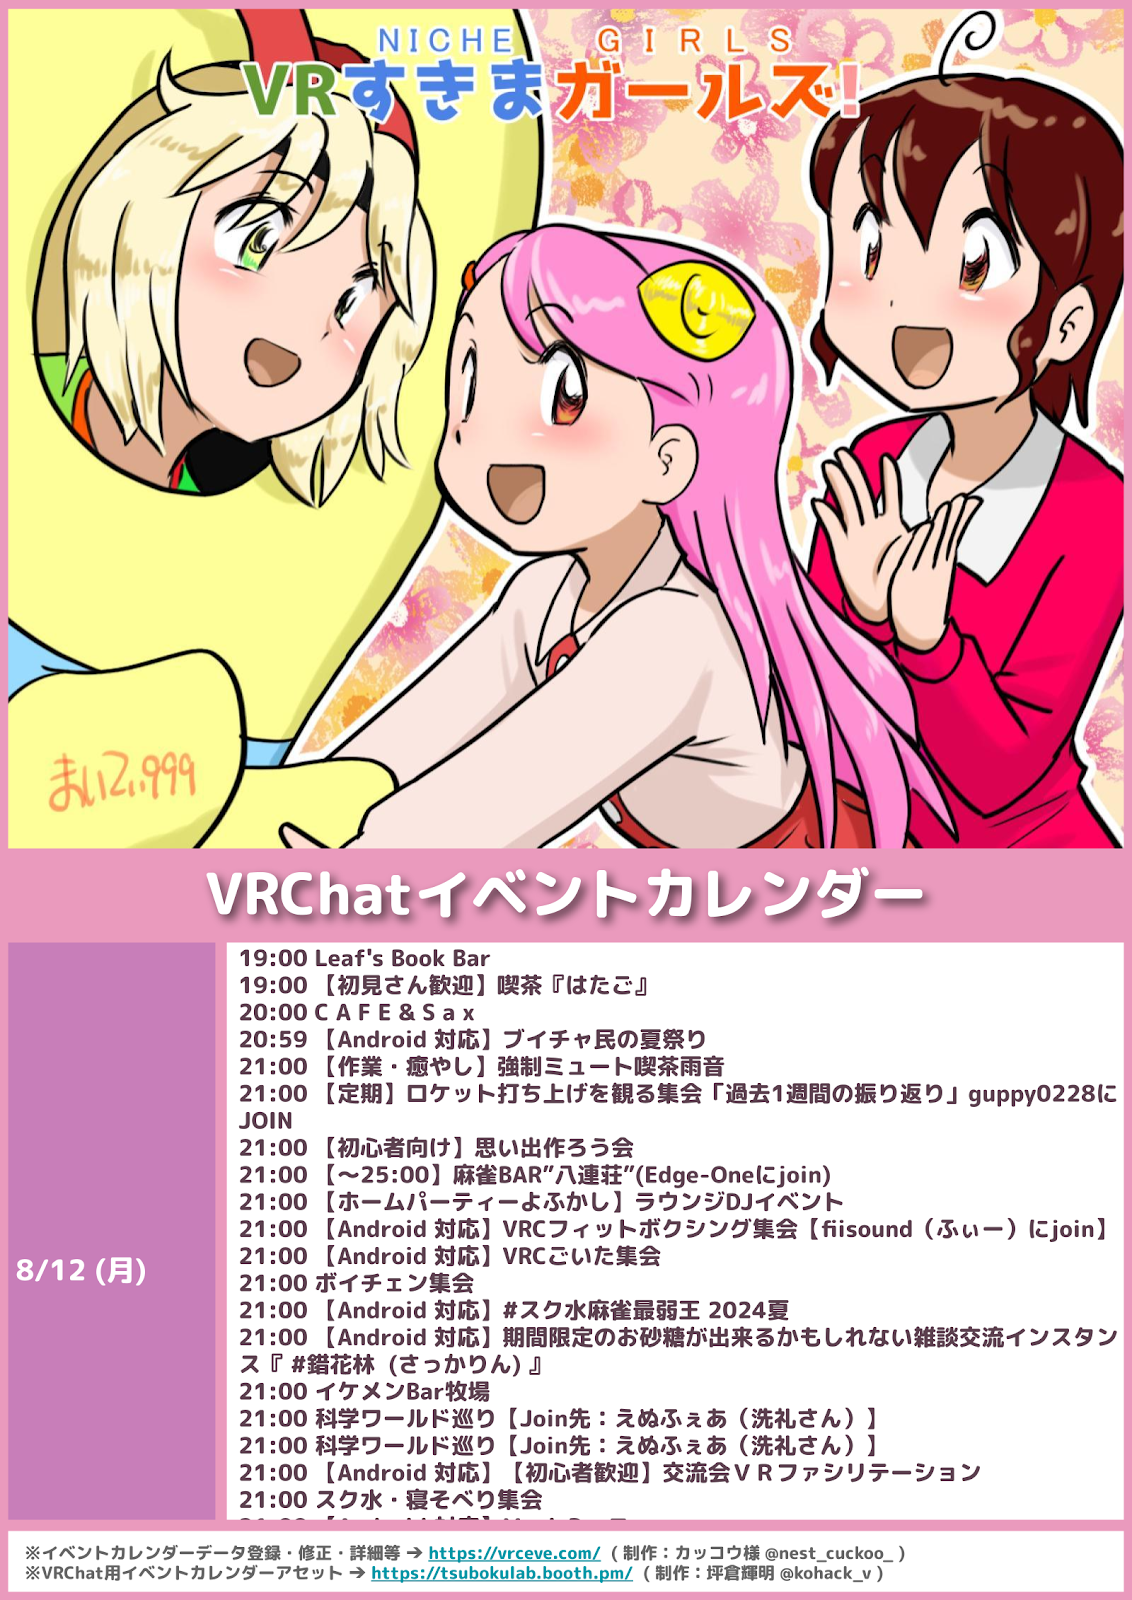 NICHE GIRLS
VRすきまガールズ!
まいてぃ999
VRChatイベントカレンダー
8/12 (月)
19:00 Leaf's Book Bar
19:00 【初見さん歓迎】喫茶『はたご』
20:00 C A F E & S a x
20:59 【Android 対応】ブイチャ民の夏祭り
21:00 【作業・癒やし】強制ミュート喫茶雨音
21:00 【定期】ロケット打ち上げを観る集会「過去1週間の振り返り」guppy0228に
JOIN
21:00 【初心者向け】思い出作ろう会
21:00 【～25:00】麻雀BAR”八連荘”(Edge-Oneにjoin)
21:00 【ホームパーティーよふかし】ラウンジDJイベント
21:00 【Android 対応】VRCフィットボクシング集会【fiisound（ふぃー）にjoin】
21:00 【Android 対応】VRCごいた集会
21:00 ボイチェン集会
21:00 【Android 対応】#スク水麻雀最弱王 2024夏
21:00 【Android 対応】期間限定のお砂糖が出来るかもしれない雑談交流インスタン
ス『 #錯花林（さっかりん) 』
21:00 イケメンBar牧場
21:00 科学ワールド巡り【Join先：えぬふぇあ（洗礼さん）】
21:00 科学ワールド巡り【Join先：えぬふぇあ（洗礼さん）】
21:00 【Android 対応】【初心者歓迎】交流会ＶＲファシリテーション
21:00 スク水・寝そべり集会
※イベントカレンダーデータ登録・修正・詳細等 ➔ https://vrceve.com/ ( 制作：カッコウ様 @nest_cuckoo_ )
※VRChat用イベントカレンダーアセット ➔ https://tsubokulab.booth.pm/ ( 制作：坪倉輝明 @kohack_v )